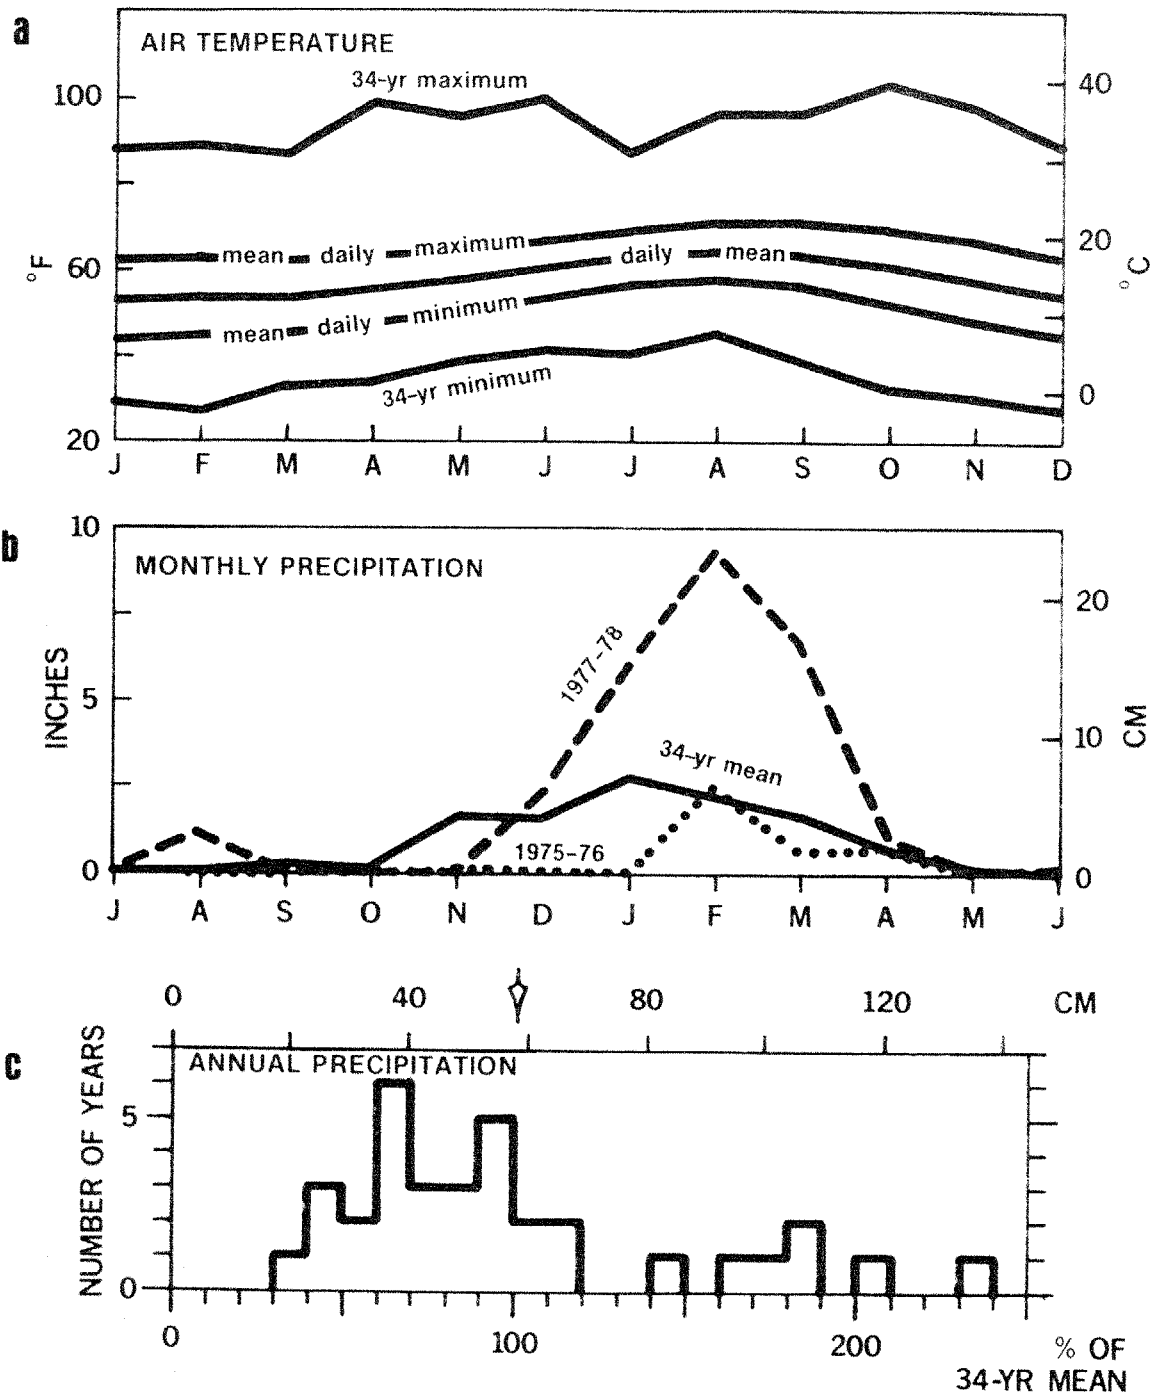 a
AIR TEMPERATURE
34-yr maximum
100
40
mean daily maximum
daily mean
20
°F
60
°C
mean daily minimum
34-yr minimum
0
20
J F M A M J J A S O N D
b
10
MONTHLY PRECIPITATION
20
1977-78
INCHES
5
10
CM
34-yr mean
1975-76
0
0
J A S O N D J F M A M J
0 40 80 120 CM
c
ANNUAL PRECIPITATION
NUMBER OF YEARS
5
0
0 100 200 % OF
34-YR MEAN